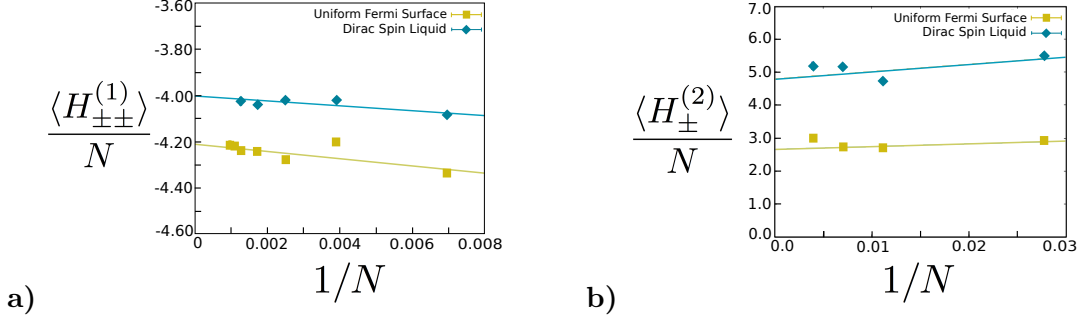 -3.60
-3.80
-4.00
-4.20
-4.40
-4.60
Uniform Fermi Surface
Dirac Spin Liquid
⟨H_{±±}^{(1)}⟩
N
0
0.002
0.004
0.006
0.008
1/N
a)
7.0
6.0
5.0
4.0
3.0
2.0
1.0
0.0
Uniform Fermi Surface
Dirac Spin Liquid
⟨H_{±}^{(2)}⟩
N
0.0
0.01
0.02
0.03
1/N
b)